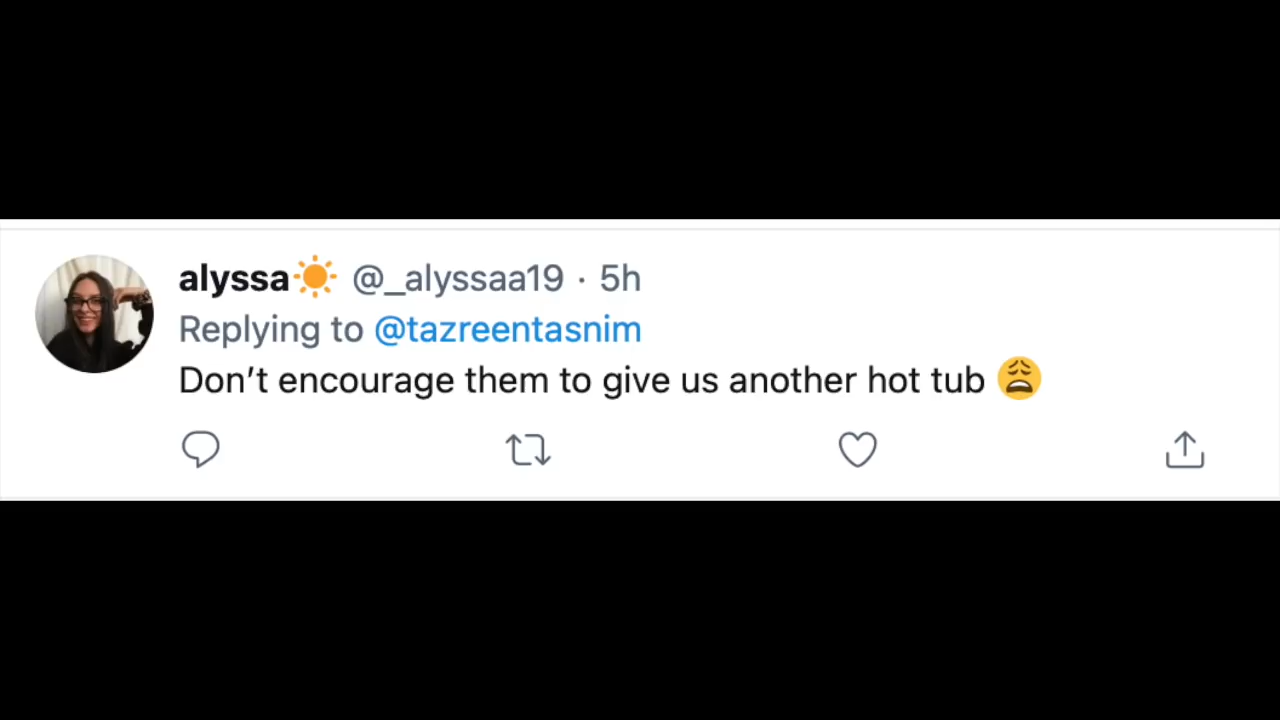 alyssa☀️ @_alyssaa19 · 5h
Replying to @tazreentasnim
Don’t encourage them to give us another hot tub 😩